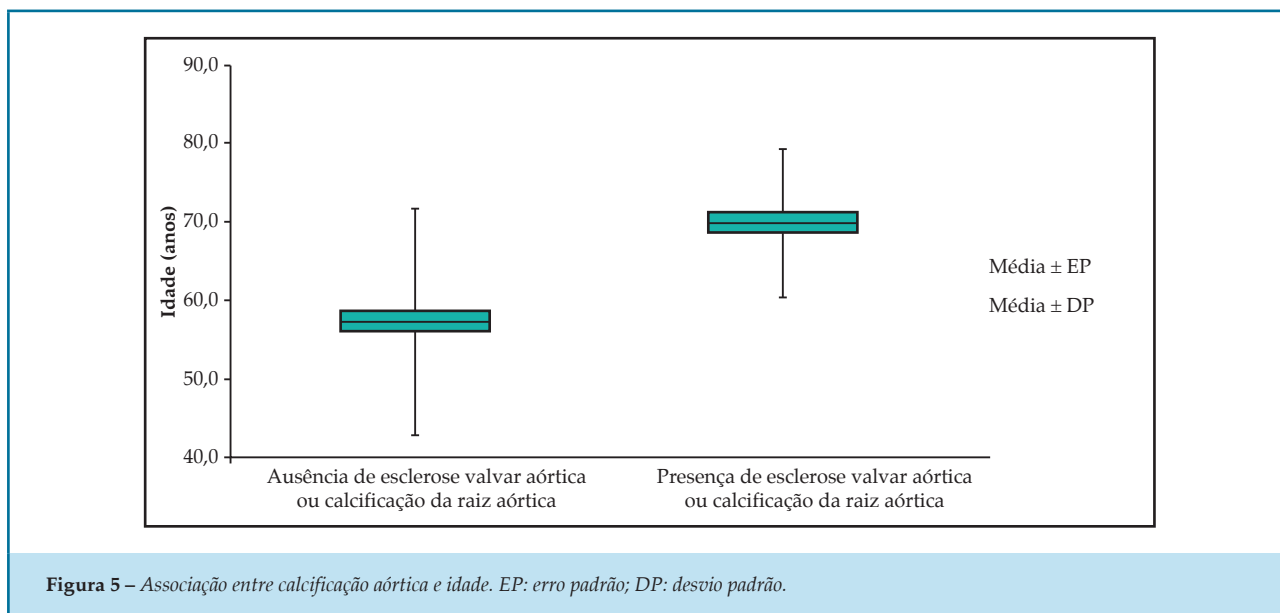 90,0
80,0
70,0
60,0
50,0
40,0
Idade (anos)
Média ± EP
Média ± DP
Ausência de esclerose valvar aórtica
ou calcificação da raiz aórtica
Presença de esclerose valvar aórtica
ou calcificação da raiz aórtica
Figura 5 – Associação entre calcificação aórtica e idade. EP: erro padrão; DP: desvio padrão.